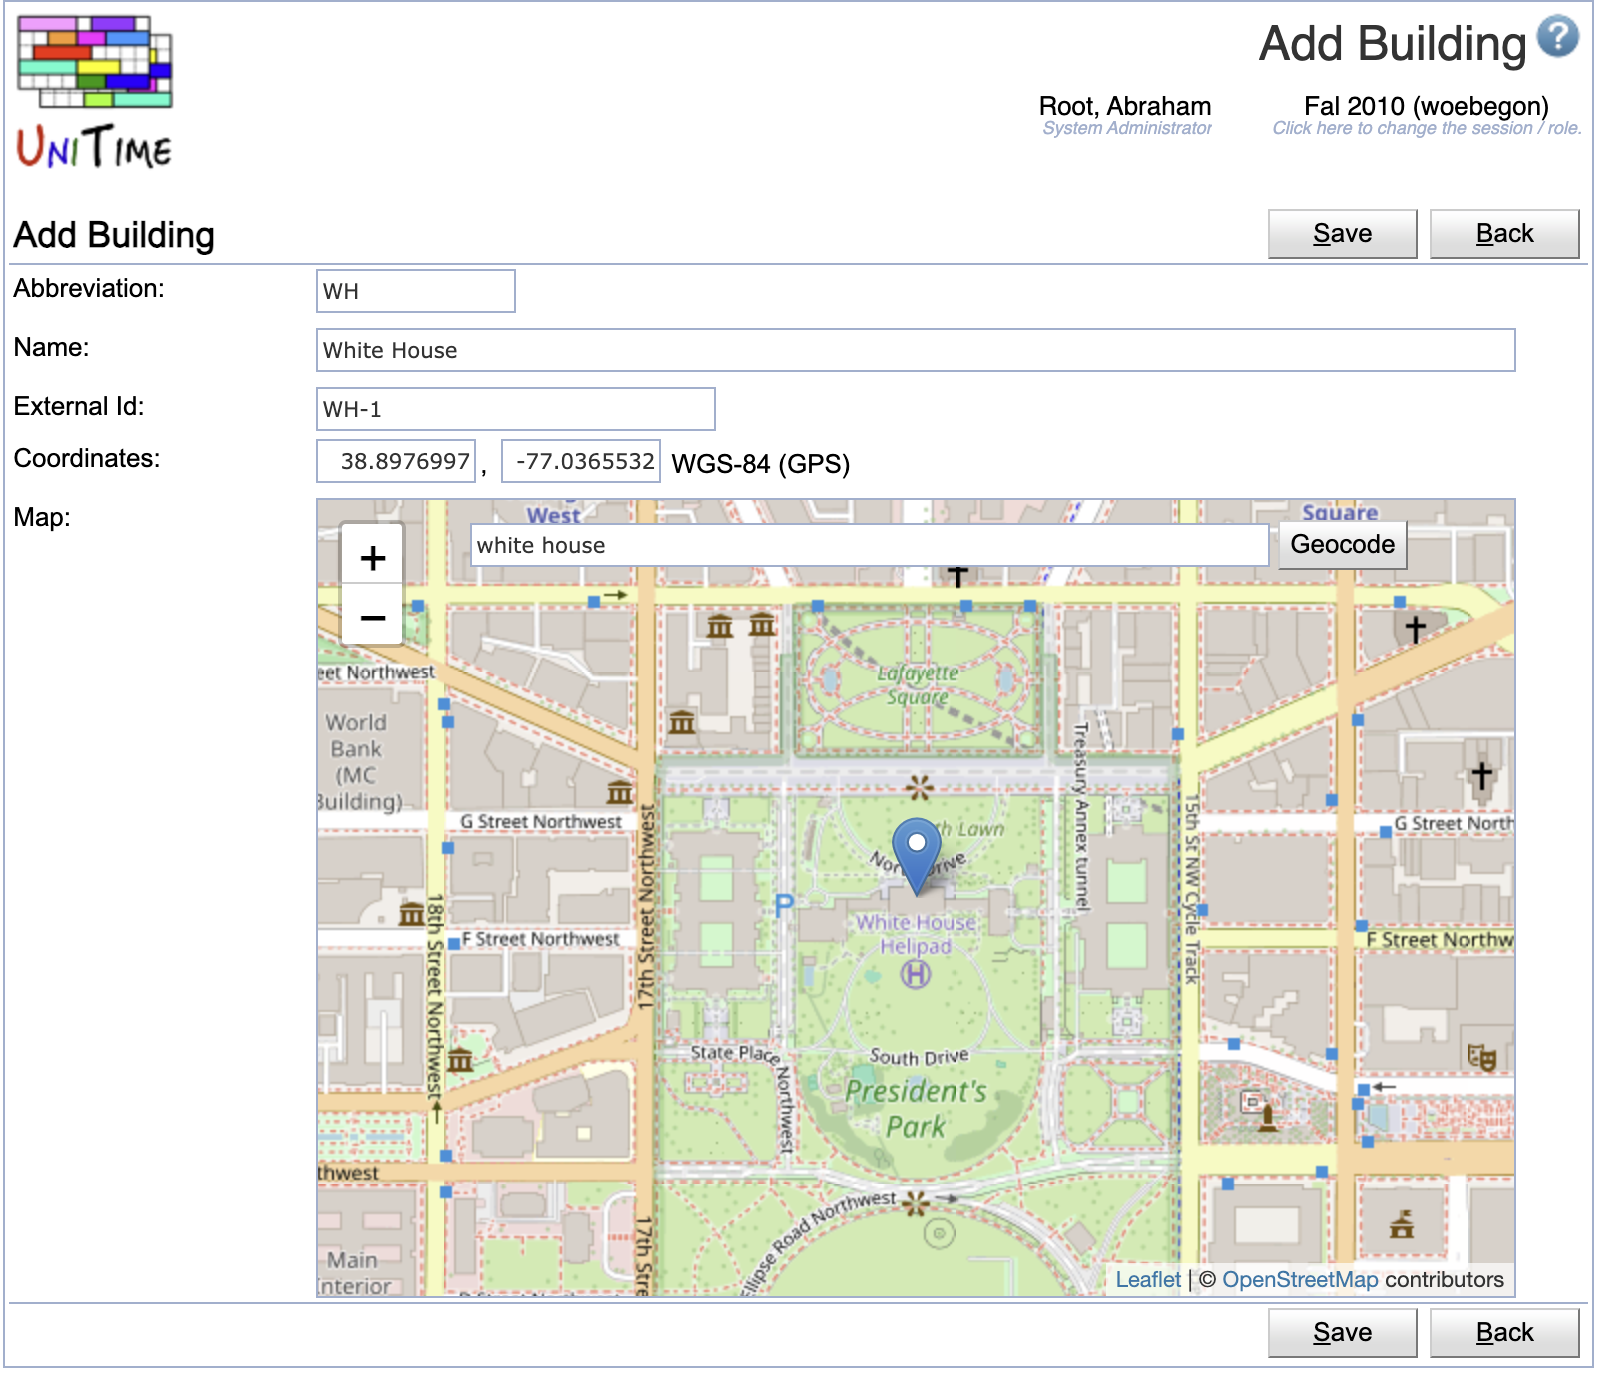 Add Building
UniTime
Root, Abraham
System Administrator
Fal 2010 (woebegon)
Click here to change the session / role.
Add Building
Save
Back
Abbreviation:
WH
Name:
White House
External Id:
WH-1
Coordinates:
38.8976997
,
-77.0365532
WGS-84 (GPS)
Map:
West
Square
+
white house
Geocode
−
Lafayette
Square
eet Northwest
World
Bank
(MC
Building)
Treasury Annex tunnel
G Street Northwest
15th St NW Cycle Track
G Street North
th Lawn
North Drive
17th Street Northwest
18th Street Northwest
P
White House
Helipad
H
F Street Northwest
F Street Northw
State Place Northwest
South Drive
President's
Park
thwest
Ellipse Road Northwest
17th Stre
Main
Interior
Leaflet | © OpenStreetMap contributors
Save
Back